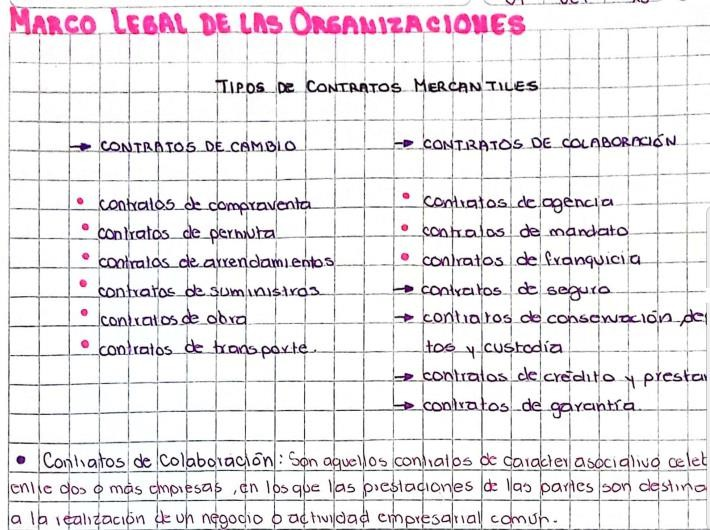 MARCO LEGAL DE LAS ORGANIZACIONES
TIPOS DE CONTRATOS MERCANTILES
→ CONTRATOS DE CAMBIO
• contratos de compraventa
• contratos de permuta
• contratos de arrendamientos
• contratos de suministros
• contratos de obra
• contratos de transporte.
→ CONTRATOS DE COLABORACIÓN
• contratos de agencia
• contratos de mandato
• contratos de franquicia
→ contratos de seguro
→ contratos de conservación, de
tos y custodia
→ contratos de crédito y presta
→ contratos de garantía.
• Contratos de Colaboración: Son aquellos contratos de caracter asociativo celeb
entre dos o más empresas, en los que las prestaciones de las partes son destina
a la realización de un negocio o actividad empresarial común.